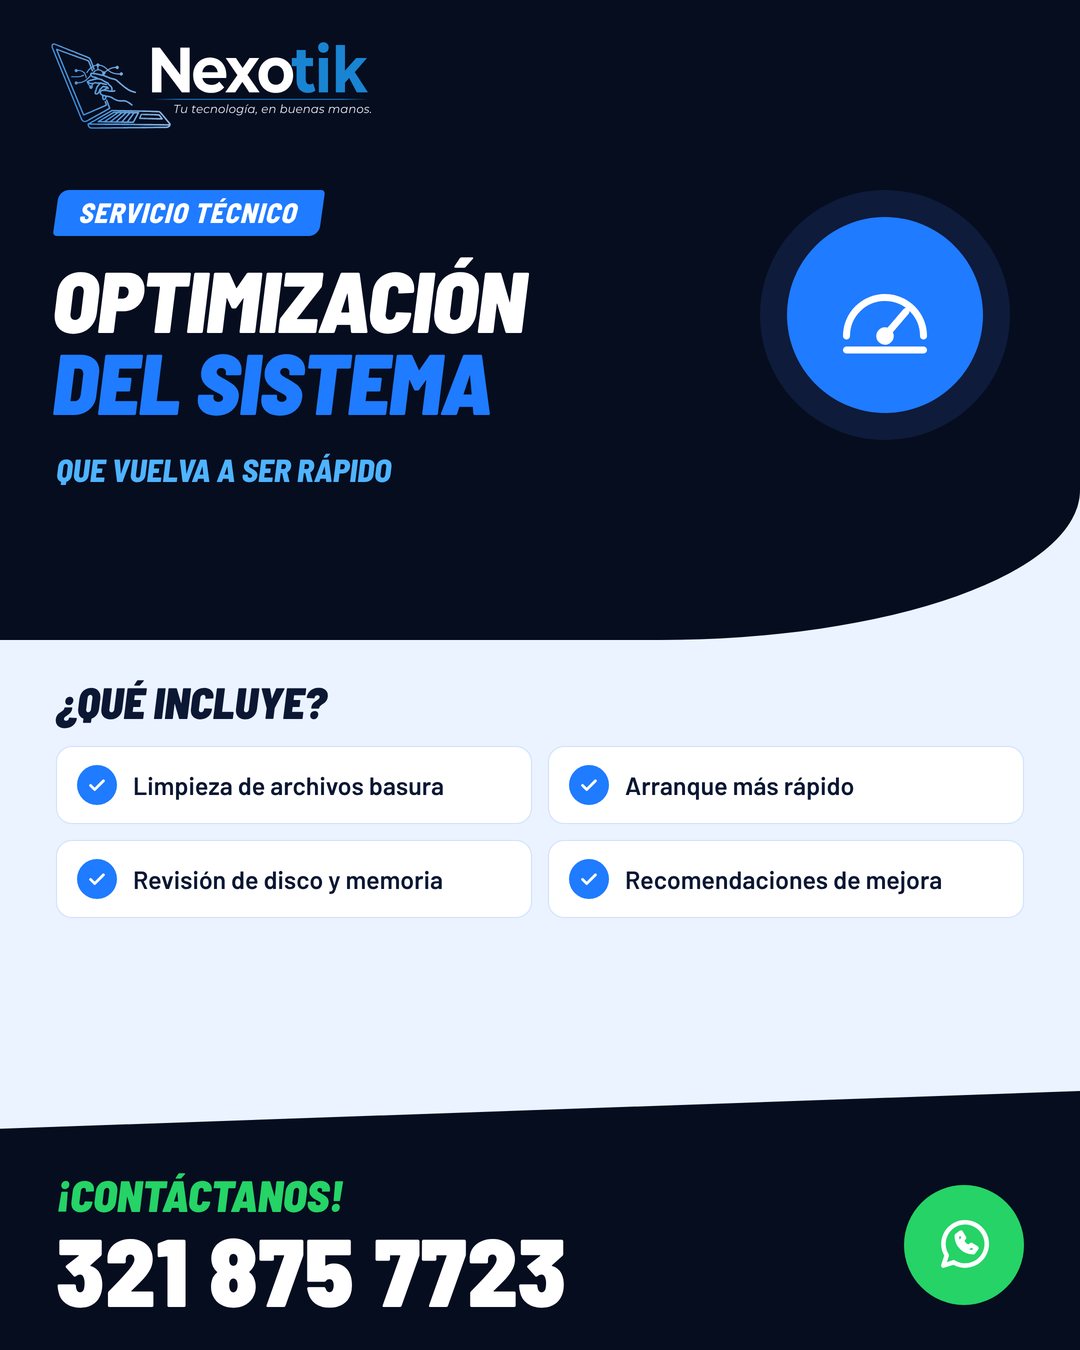 Nexotik
Tu tecnología, en buenas manos.
SERVICIO TÉCNICO
OPTIMIZACIÓN
DEL SISTEMA
QUE VUELVA A SER RÁPIDO
¿QUÉ INCLUYE?
Limpieza de archivos basura
Arranque más rápido
Revisión de disco y memoria
Recomendaciones de mejora
¡CONTÁCTANOS!
321 875 7723